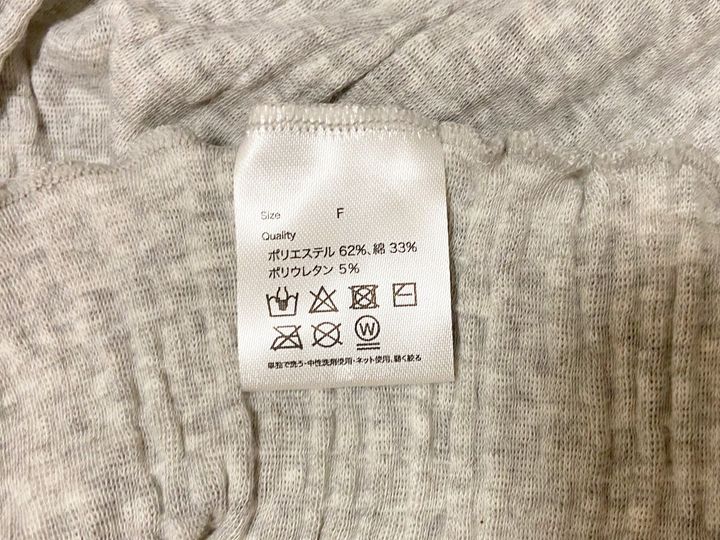 Size F
Quality
ポリエステル 62%、綿 33%
ポリウレタン 5%
W
単独で洗う・中性洗剤使用・ネット使用、軽く絞る